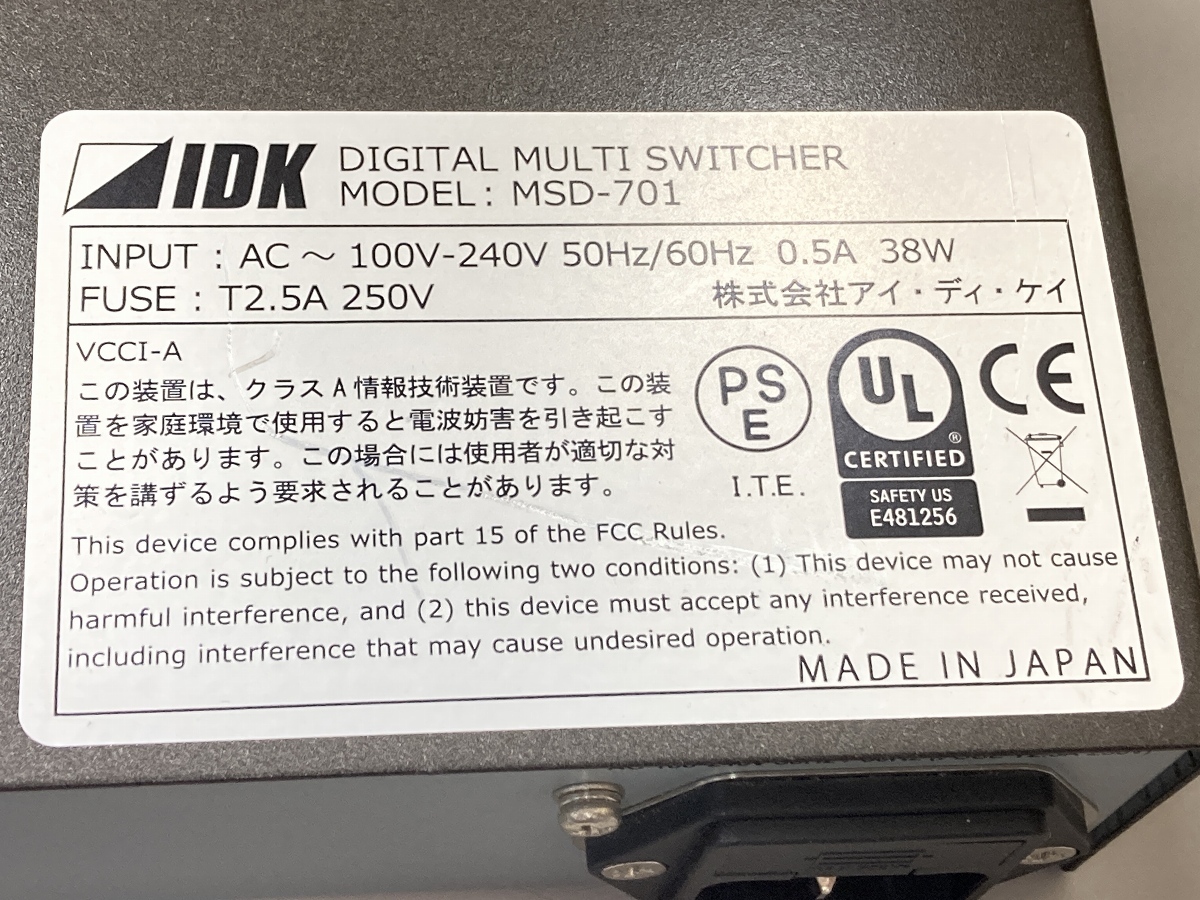 IDK DIGITAL MULTI SWITCHER
MODEL: MSD-701
INPUT : AC ～ 100V-240V 50Hz/60Hz 0.5A 38W
FUSE : T2.5A 250V 株式会社アイ・ディ・ケイ
VCCI-A
この装置は、クラス A 情報技術装置です。この装
置を家庭環境で使用すると電波妨害を引き起こす
ことがあります。この場合には使用者が適切な対
策を講ずるよう要求されることがあります。
PS
E
I.T.E.
UL ®
CERTIFIED
SAFETY US
E481256
CE
This device complies with part 15 of the FCC Rules.
Operation is subject to the following two conditions: (1) This device may not cause
harmful interference, and (2) this device must accept any interference received,
including interference that may cause undesired operation.
MADE IN JAPAN